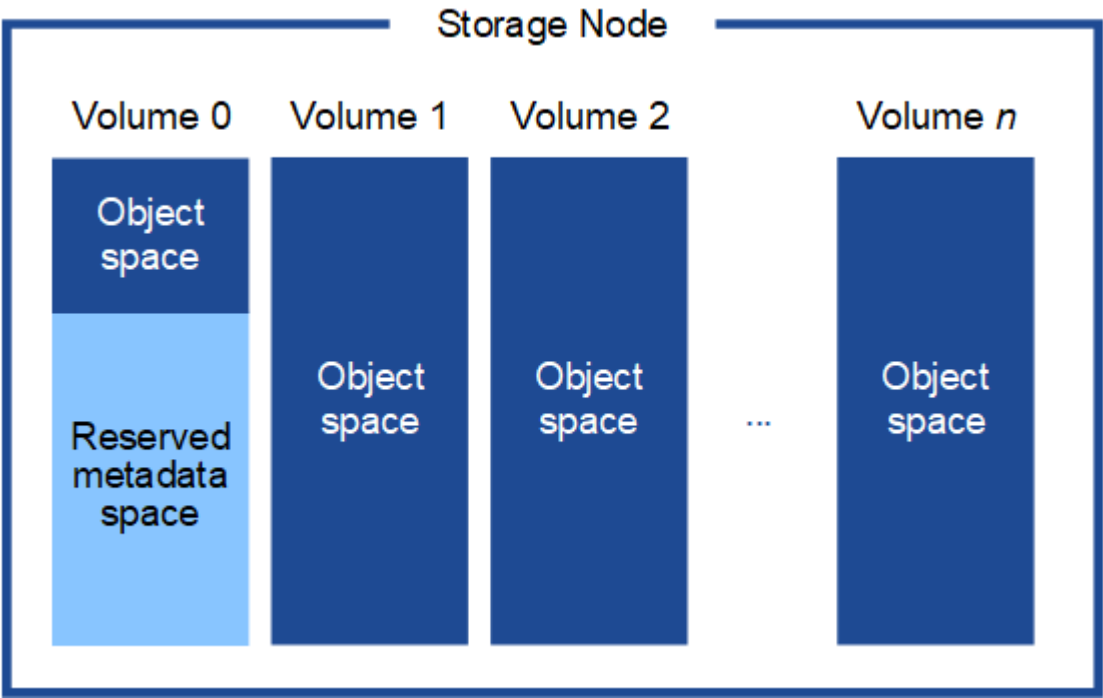 Storage Node
Volume 0
Volume 1
Volume 2
Volume n
Object
space
Reserved
metadata
space
Object
space
Object
space
...
Object
space